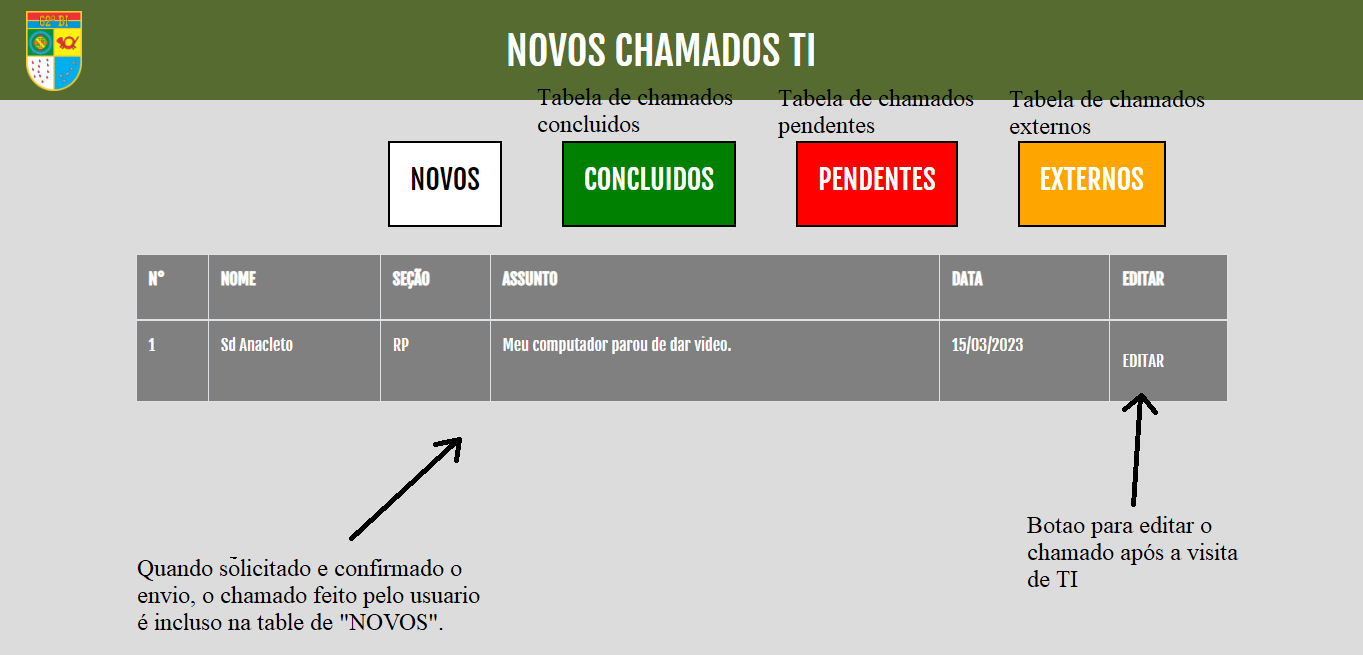 62º BI
NOVOS CHAMADOS TI
Tabela de chamados
concluidos
Tabela de chamados
pendentes
Tabela de chamados
externos
NOVOS
CONCLUIDOS
PENDENTES
EXTERNOS
Nº NOME SEÇÃO ASSUNTO DATA EDITAR
1 Sd Anacleto RP Meu computador parou de dar video. 15/03/2023 EDITAR
Quando solicitado e confirmado o
envio, o chamado feito pelo usuario
é incluso na table de "NOVOS".
Botao para editar o
chamado após a visita
de TI